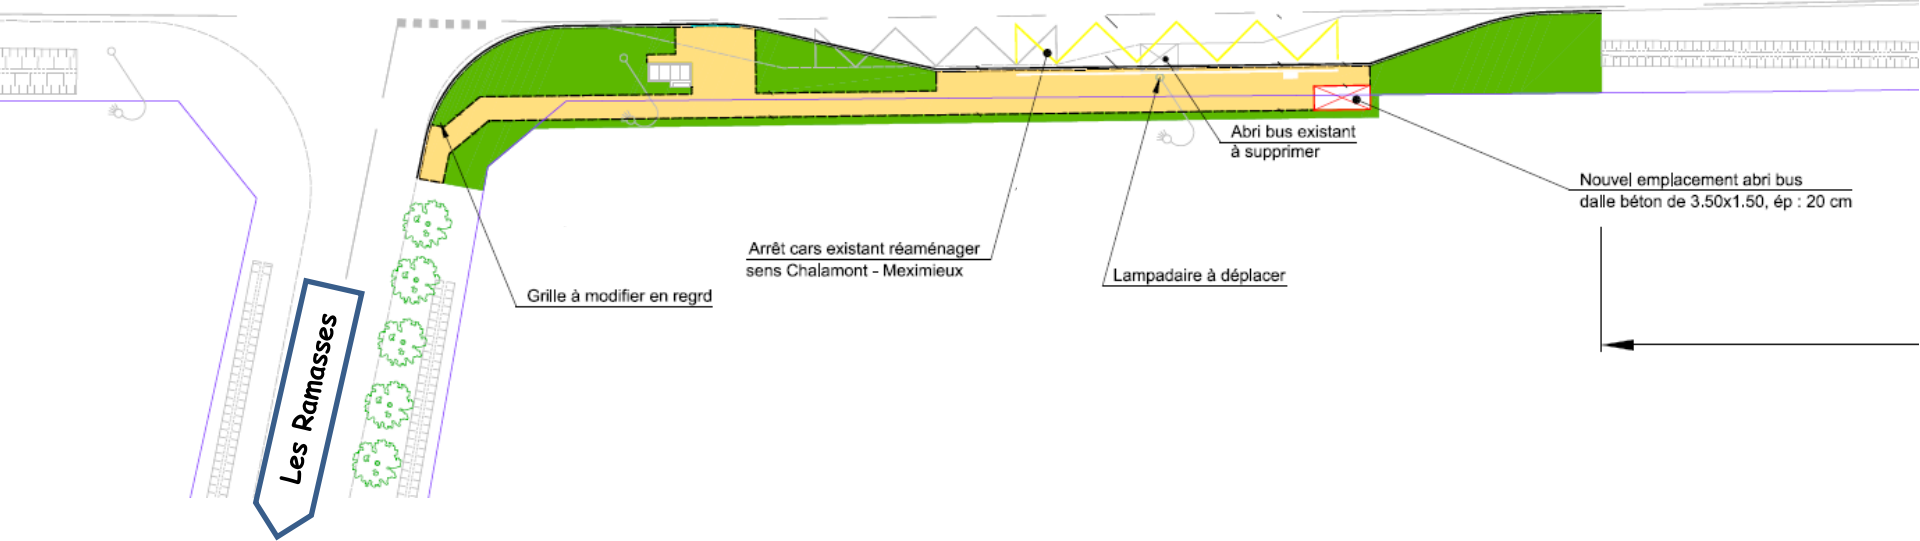 Abri bus existant
à supprimer
Nouvel emplacement abri bus
dalle béton de 3.50x1.50, ép : 20 cm
Arrêt cars existant réaménager
sens Chalamont - Meximieux
Lampadaire à déplacer
Grille à modifier en regrd
Les Ramasses